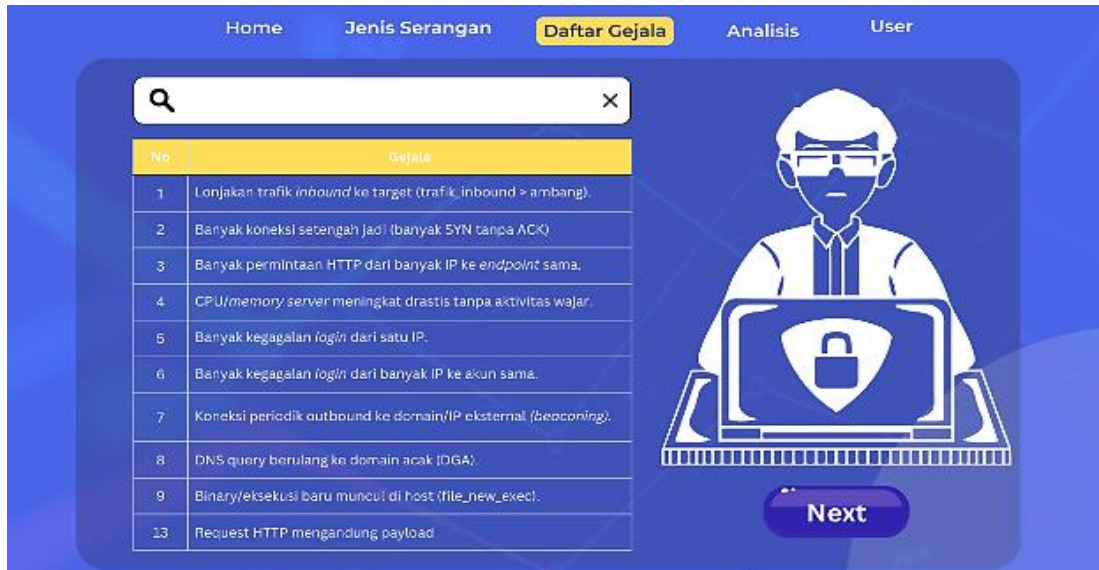 Home Jenis Serangan Daftar Gejala Analisis User
No Gejala
1 Lonjakan trafik inbound ke target (trafik_inbound > ambang).
2 Banyak koneksi setengah jadi (banyak SYN tanpa ACK)
3 Banyak permintaan HTTP dari banyak IP ke endpoint sama.
4 CPU/memory server meningkat drastis tanpa aktivitas wajar.
5 Banyak kegagalan login dari satu IP.
6 Banyak kegagalan login dari banyak IP ke akun sama.
7 Koneksi periodik outbound ke domain/IP eksternal (beaconing).
8 DNS query berulang ke domain acak (DGA).
9 Binary/eksekusi baru muncul di host (file_new_exec).
13 Request HTTP mengandung payload
Next